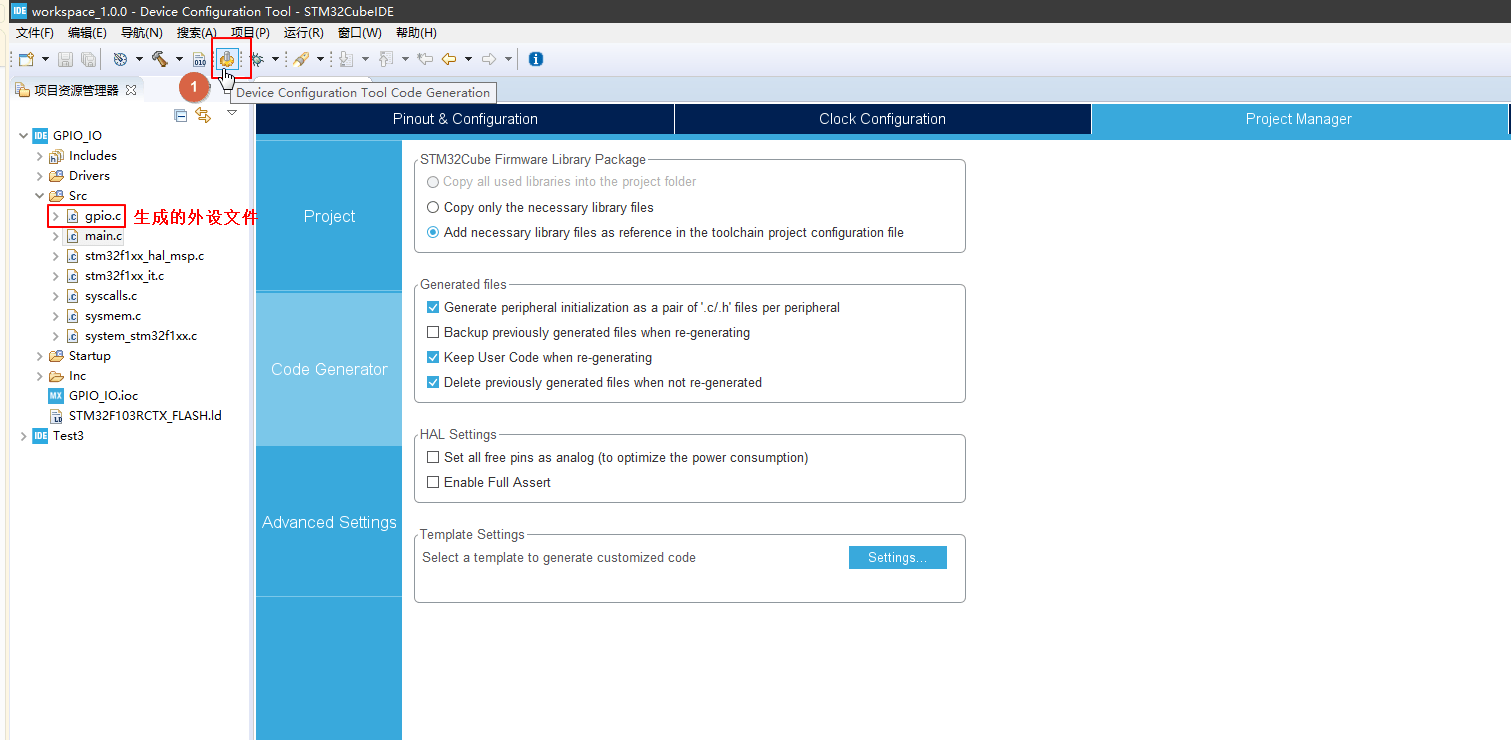 IDE workspace_1.0.0 - Device Configuration Tool - STM32CubeIDE
文件(F) 编辑(E) 导航(N) 搜索(A) 项目(P) 运行(R) 窗口(W) 帮助(H)
010
1
Device Configuration Tool Code Generation
项目资源管理器
Pinout & Configuration
Clock Configuration
Project Manager
IDE GPIO_IO
Includes
Drivers
Src
.c gpio.c 生成的外设文件
.c main.c
.c stm32f1xx_hal_msp.c
.c stm32f1xx_it.c
.c syscalls.c
.c sysmem.c
.c system_stm32f1xx.c
Startup
Inc
MX GPIO_IO.ioc
STM32F103RCTX_FLASH.ld
IDE Test3
Project
Code Generator
Advanced Settings
STM32Cube Firmware Library Package
Copy all used libraries into the project folder
Copy only the necessary library files
Add necessary library files as reference in the toolchain project configuration file
Generated files
Generate peripheral initialization as a pair of '.c/.h' files per peripheral
Backup previously generated files when re-generating
Keep User Code when re-generating
Delete previously generated files when not re-generated
HAL Settings
Set all free pins as analog (to optimize the power consumption)
Enable Full Assert
Template Settings
Select a template to generate customized code
Settings...